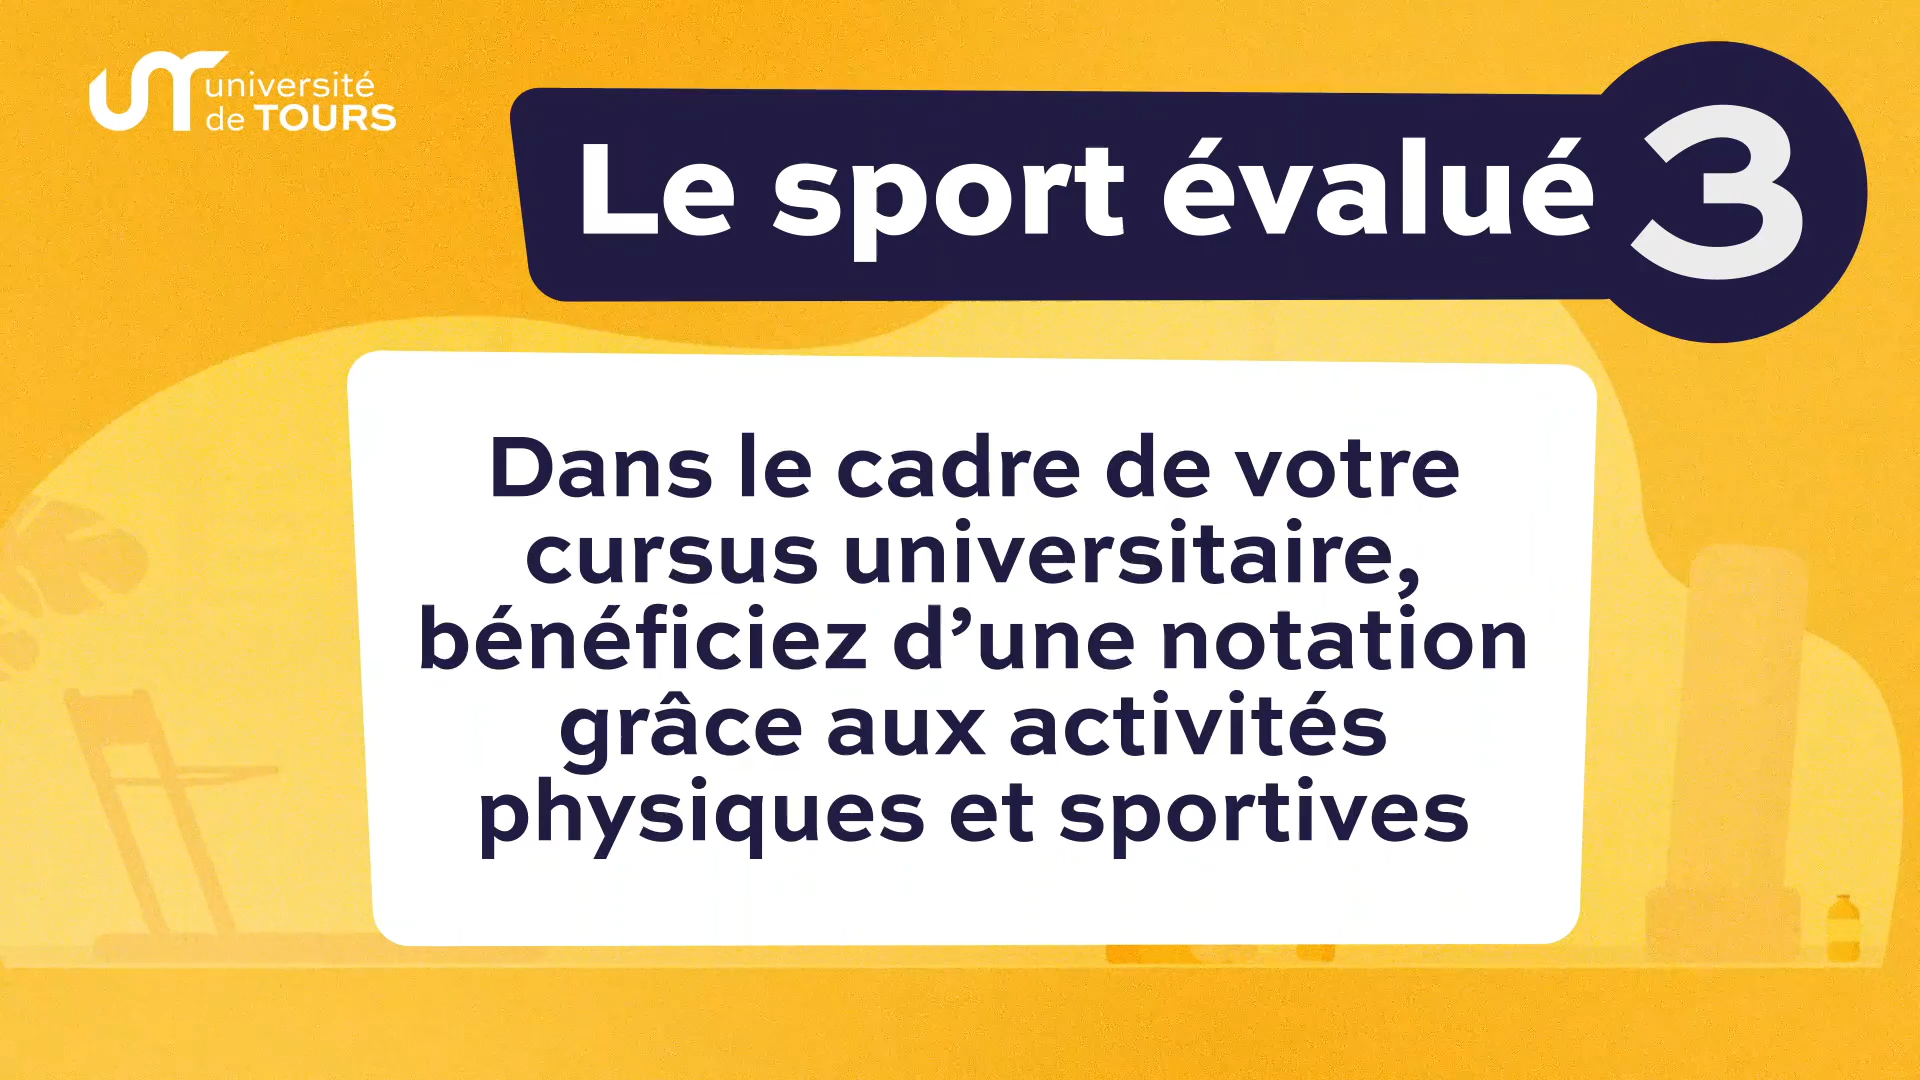 université
de TOURS
Le sport évalué 3
Dans le cadre de votre
cursus universitaire,
bénéficiez d’une notation
grâce aux activités
physiques et sportives